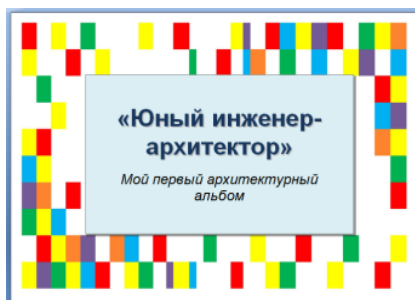 «Юный инженер-
архитектор»
Мой первый архитектурный
альбом